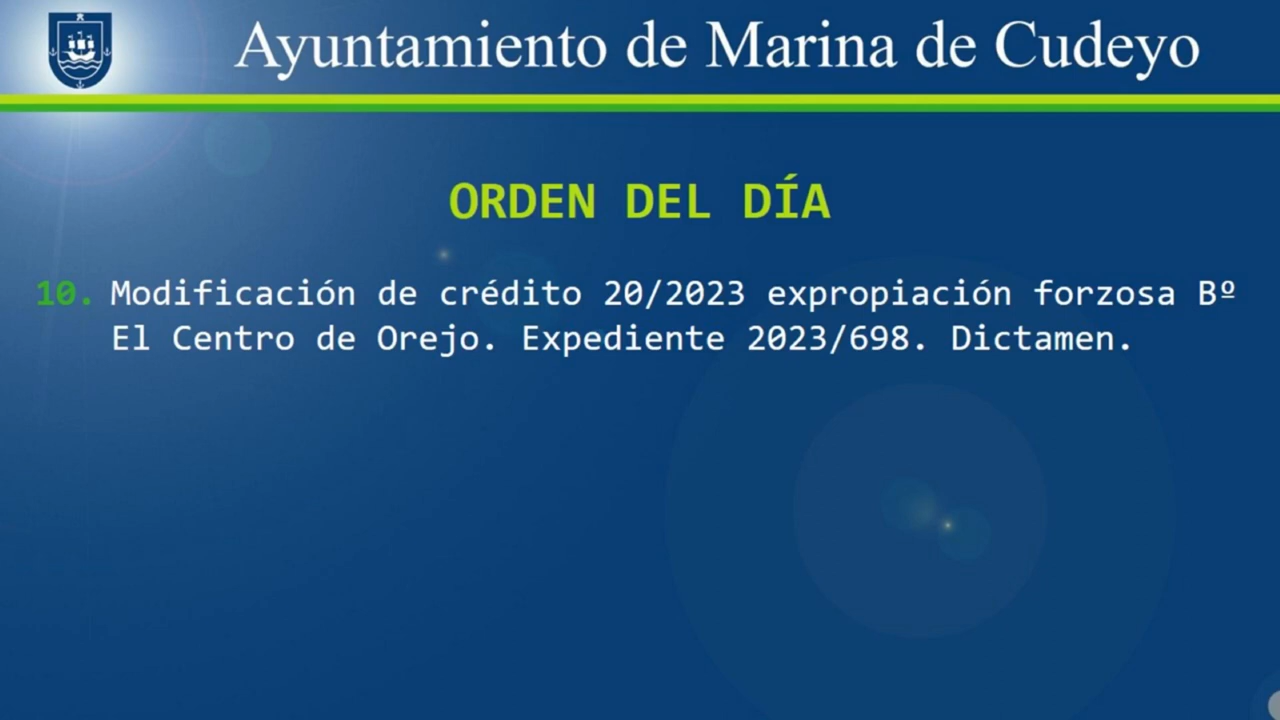 Ayuntamiento de Marina de Cudeyo
ORDEN DEL DÍA
10. Modificación de crédito 20/2023 expropiación forzosa Bº
El Centro de Orejo. Expediente 2023/698. Dictamen.